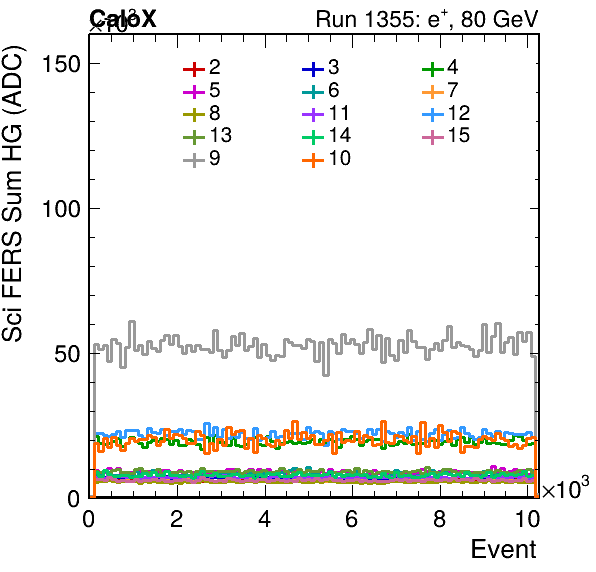 CaloX Run 1355: e⁺, 80 GeV
×10³
Sci FERS Sum HG (ADC)
150
100
50
0
2 3 4
5 6 7
8 11 12
13 14 15
9 10
0 2 4 6 8 10 ×10³
Event